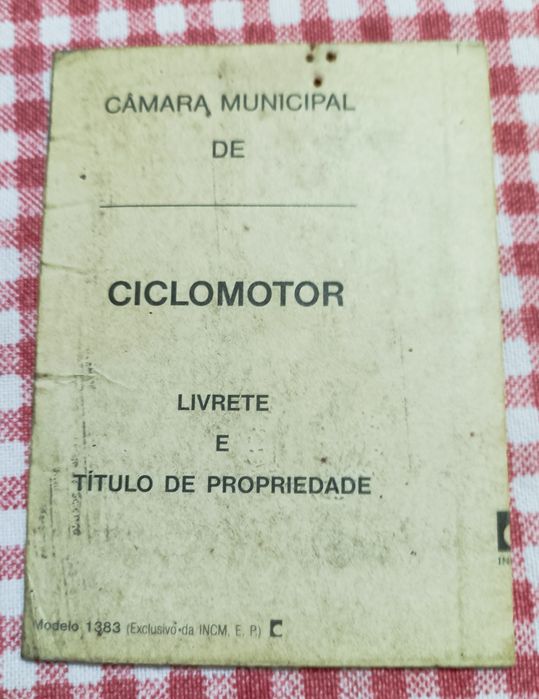 CÂMARA MUNICIPAL
DE
CICLOMOTOR
LIVRETE
E
TÍTULO DE PROPRIEDADE
Modelo 1383 (Exclusivo da INCM, E. P.)